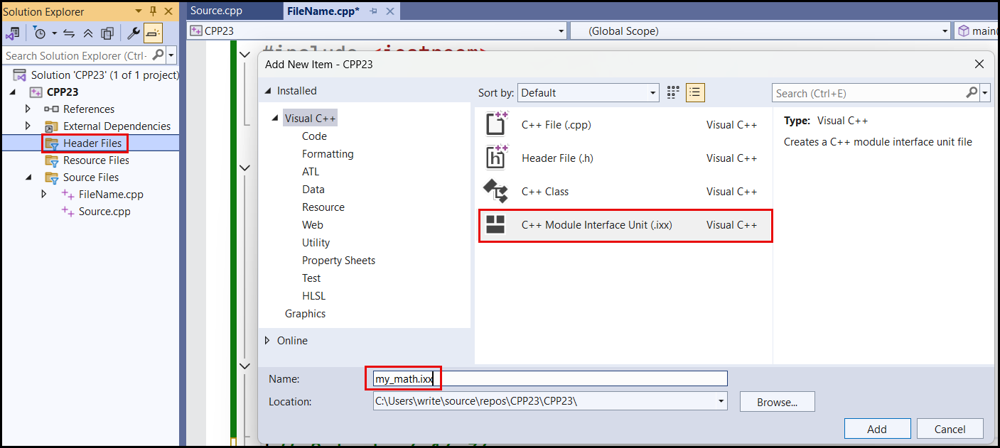 Solution Explorer
Search Solution Explorer (Ctrl-
Solution 'CPP23' (1 of 1 project)
CPP23
References
External Dependencies
Header Files
Resource Files
Source Files
FileName.cpp
Source.cpp
Source.cpp
FileName.cpp*
CPP23
(Global Scope)
main(
#include <iostream>
Add New Item - CPP23
Installed
Visual C++
Code
Formatting
ATL
Data
Resource
Web
Utility
Property Sheets
Test
HLSL
Graphics
Online
Sort by: Default
C++ File (.cpp) Visual C++
Header File (.h) Visual C++
C++ Class Visual C++
C++ Module Interface Unit (.ixx) Visual C++
Search (Ctrl+E)
Type: Visual C++
Creates a C++ module interface unit file
Name: my_math.ixx
Location: C:\Users\write\source\repos\CPP23\CPP23\
Browse...
Add
Cancel